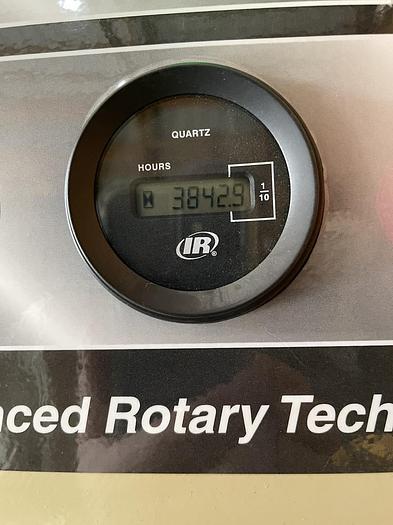 QUARTZ
HOURS
3842.9
1
10
IR®
nced Rotary Tech